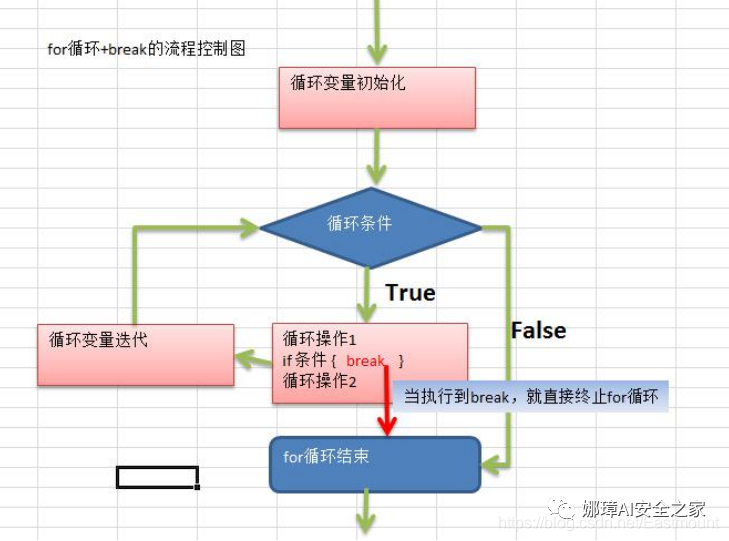 for循环+break的流程控制图
循环变量初始化
循环条件
True
False
循环变量迭代
循环操作1
if 条件 { break }
循环操作2
当执行到break，就直接终止for循环
for循环结束
娜璋AI安全之家
https://blog.csdn.net/Eastmount